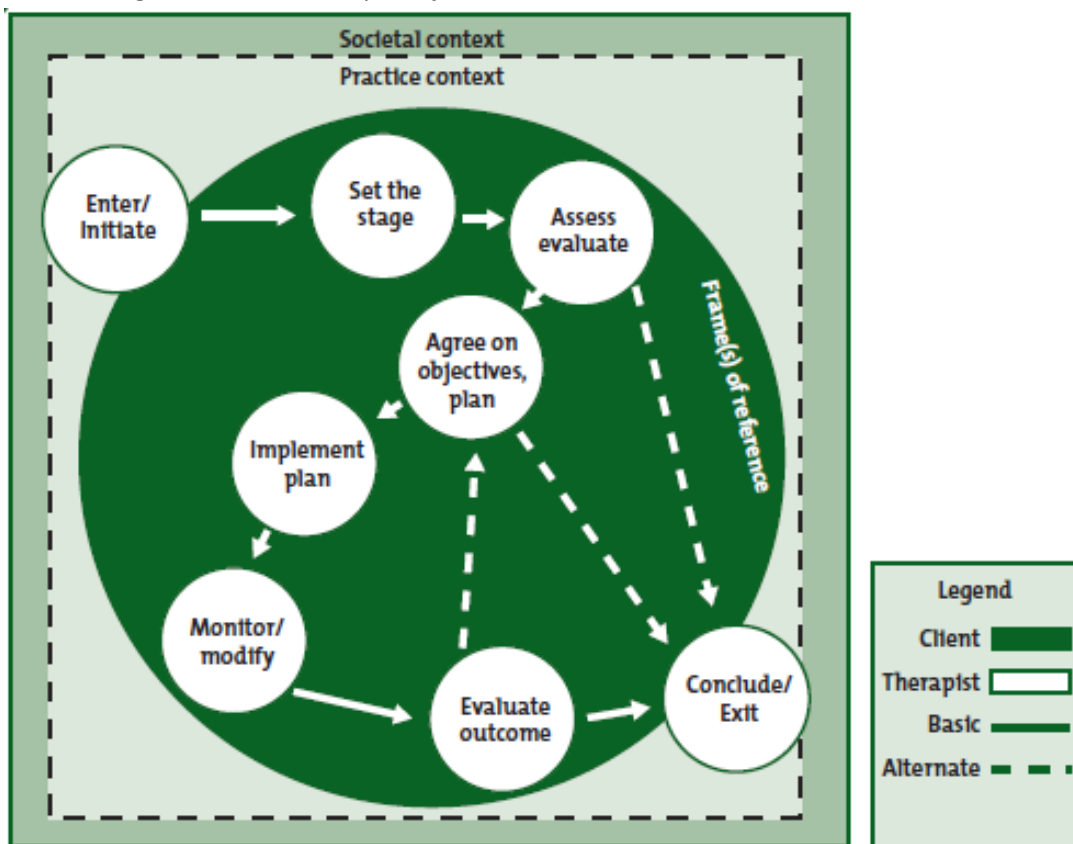 Societal context
Practice context
Enter/
Initiate
Set the
stage
Assess
evaluate
Frame(s) of reference
Agree on
objectives,
plan
Implement
plan
Monitor/
modify
Evaluate
outcome
Conclude/
Exit
Legend
Client
Therapist
Basic
Alternate